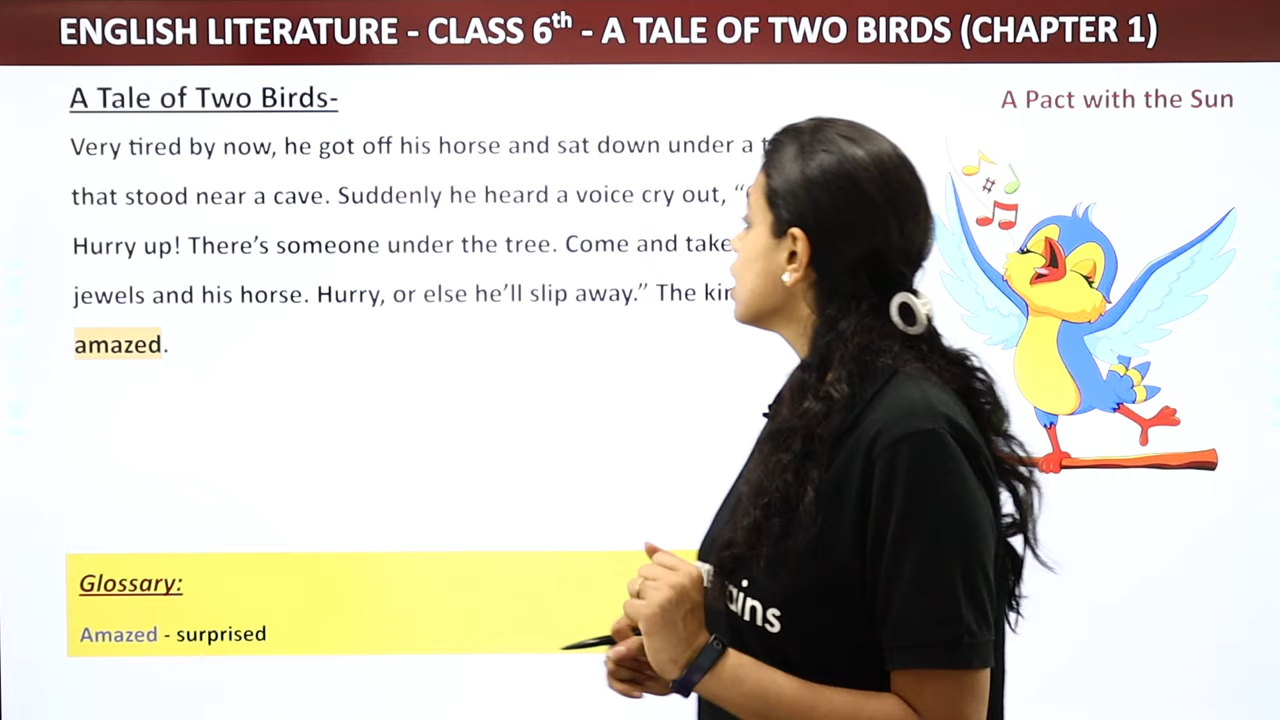 ENGLISH LITERATURE - CLASS 6th - A TALE OF TWO BIRDS (CHAPTER 1)
A Tale of Two Birds-
A Pact with the Sun
Very tired by now, he got off his horse and sat down under a
that stood near a cave. Suddenly he heard a voice cry out, “
Hurry up! There’s someone under the tree. Come and take
jewels and his horse. Hurry, or else he’ll slip away.” The
amazed.
Glossary:
Amazed - surprised